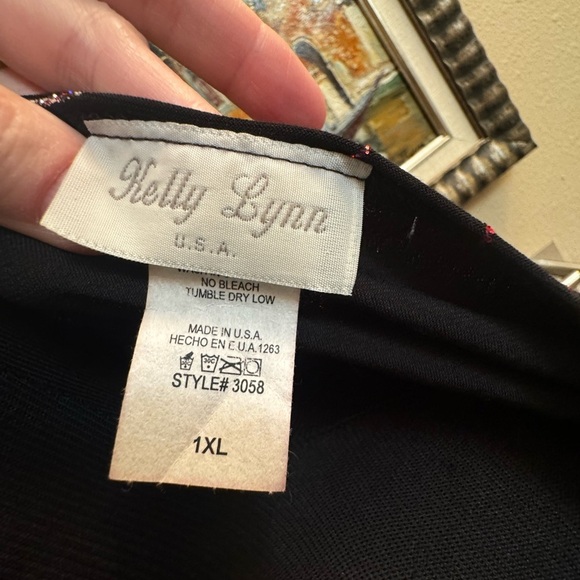 Kelly Lynn
U.S.A.
NO BLEACH
TUMBLE DRY LOW
MADE IN U.S.A.
HECHO EN E.U.A.1263
STYLE# 3058
1XL